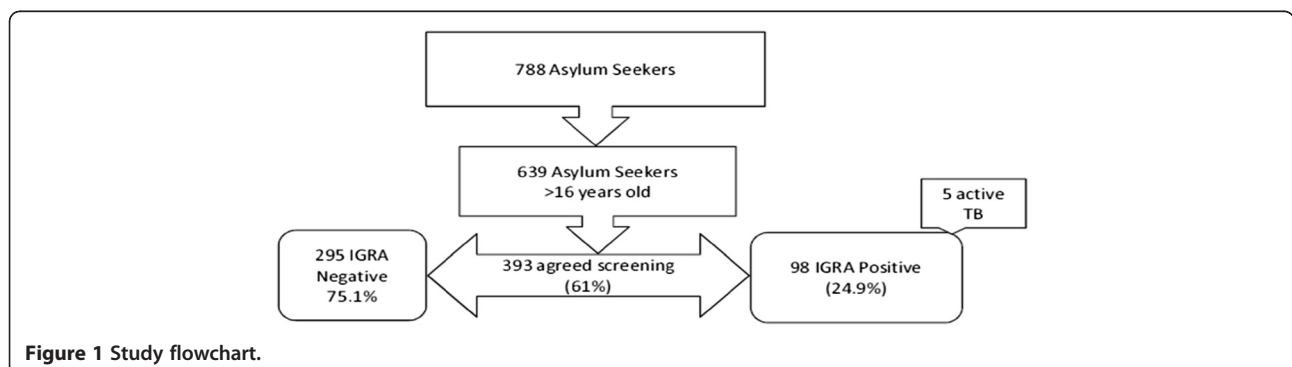 788 Asylum Seekers
639 Asylum Seekers
>16 years old
5 active
TB
295 IGRA
Negative
75.1%
393 agreed screening
(61%)
98 IGRA Positive
(24.9%)
Figure 1 Study flowchart.